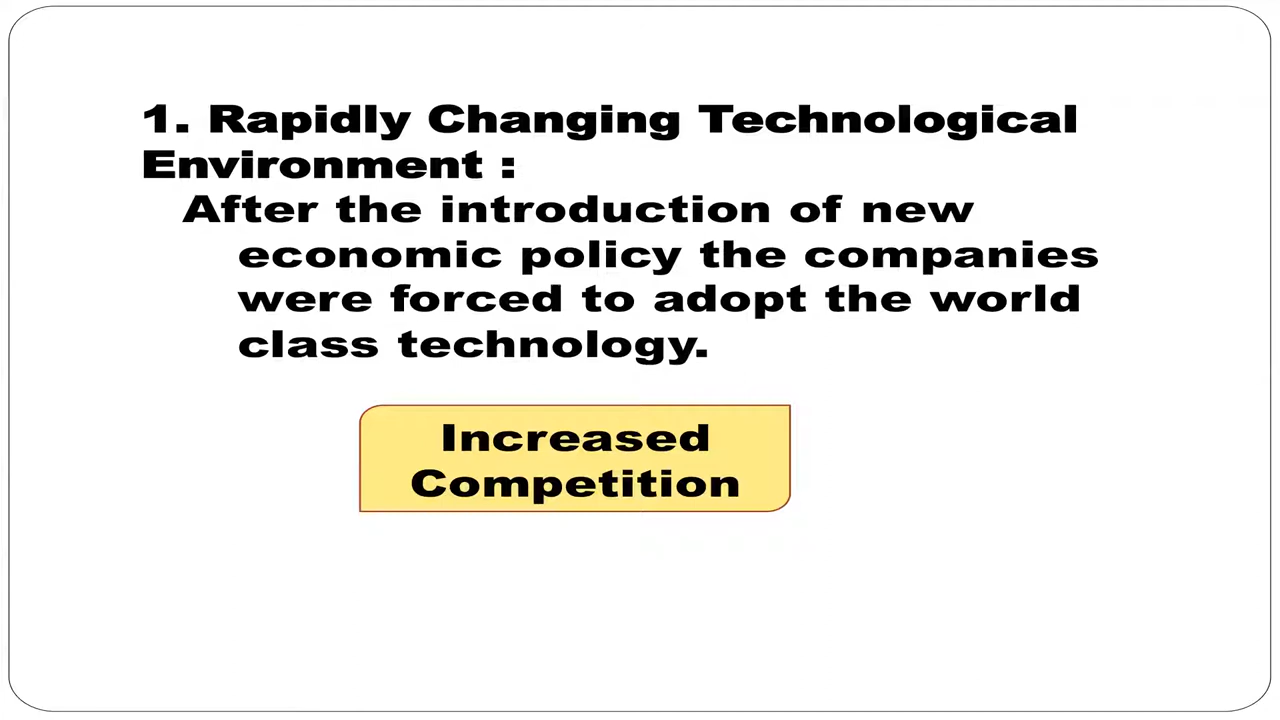 1. Rapidly Changing Technological
Environment :
After the introduction of new
economic policy the companies
were forced to adopt the world
class technology.
Increased
Competition